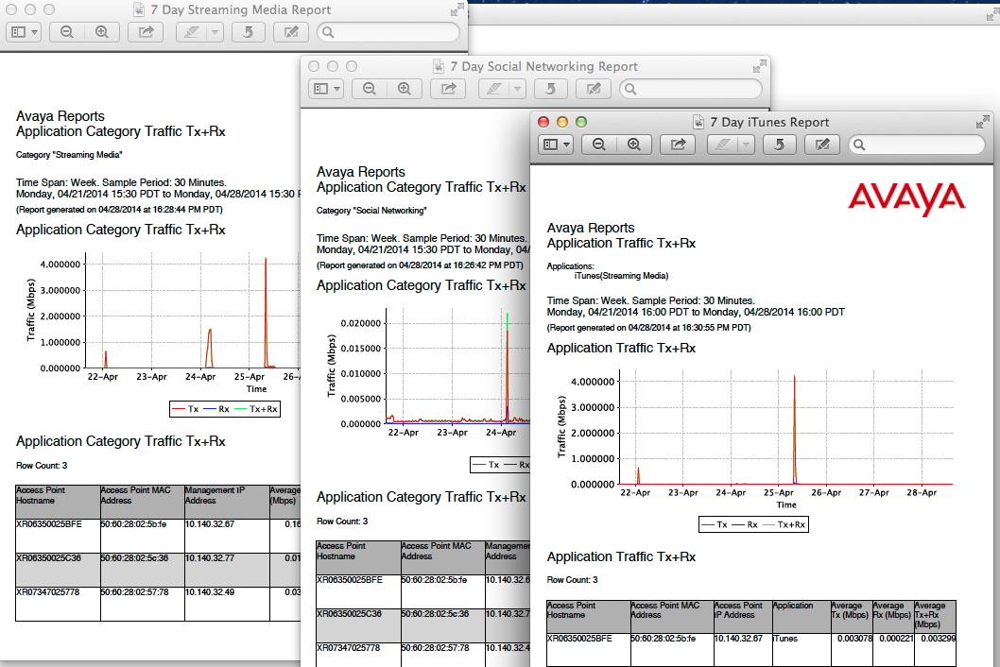 7 Day Streaming Media Report
Avaya Reports
Application Category Traffic Tx+Rx
Category "Streaming Media"
Time Span: Week. Sample Period: 30 Minutes.
Monday, 04/21/2014 15:30 PDT to Monday, 04/28/2014 15:30 P
(Report generated on 04/28/2014 at 16:28:44 PM PDT)
Application Category Traffic Tx+Rx
Traffic (Mbps)
4.000000
3.000000
2.000000
1.000000
0.000000
22-Apr 23-Apr 24-Apr 25-Apr 26-
Time
Tx Rx Tx+Rx
Application Category Traffic Tx+Rx
Row Count: 3
Access Point Hostname Access Point MAC Address Management IP Address Average (Mbps)
XR06350025BFE 50:60:28:02:5b:fe 10.140.32.67 0.16
XR06350025C36 50:60:28:02:5c:36 10.140.32.77 0.01
XR07347025778 50:60:28:02:57:78 10.140.32.49 0.03
7 Day Social Networking Report
Avaya Reports
Application Category Traffic Tx+Rx
Category "Social Networking"
Time Span: Week. Sample Period: 30 Minutes.
Monday, 04/21/2014 15:30 PDT to Monday, 04/
(Report generated on 04/28/2014 at 16:26:42 PM PDT)
Application Category Traffic Tx+Rx
Traffic (Mbps)
0.020000
0.015000
0.010000
0.005000
0.000000
22-Apr 23-Apr 24-Apr
Tx Rx
Application Category Traffic Tx+Rx
Row Count: 3
Access Point Hostname Access Point MAC Address Management Address
XR06350025BFE 50:60:28:02:5b:fe 10.140.32.6
XR06350025C36 50:60:28:02:5c:36 10.140.32.7
XR07347025778 50:60:28:02:57:78 10.140.32.4
7 Day iTunes Report
AVAYA
Avaya Reports
Application Traffic Tx+Rx
Applications:
iTunes(Streaming Media)
Time Span: Week. Sample Period: 30 Minutes.
Monday, 04/21/2014 16:00 PDT to Monday, 04/28/2014 16:00 PDT
(Report generated on 04/28/2014 at 16:30:55 PM PDT)
Application Traffic Tx+Rx
Traffic (Mbps)
4.000000
3.000000
2.000000
1.000000
0.000000
22-Apr 23-Apr 24-Apr 25-Apr 26-Apr 27-Apr 28-Apr
Time
Tx Rx Tx+Rx
Application Traffic Tx+Rx
Row Count: 3
Access Point Hostname Access Point MAC Address Access Point IP Address Application Average Tx (Mbps) Average Rx (Mbps) Average Tx+Rx (Mbps)
XR06350025BFE 50:60:28:02:5b:fe 10.140.32.67 iTunes 0.003078 0.000221 0.003299